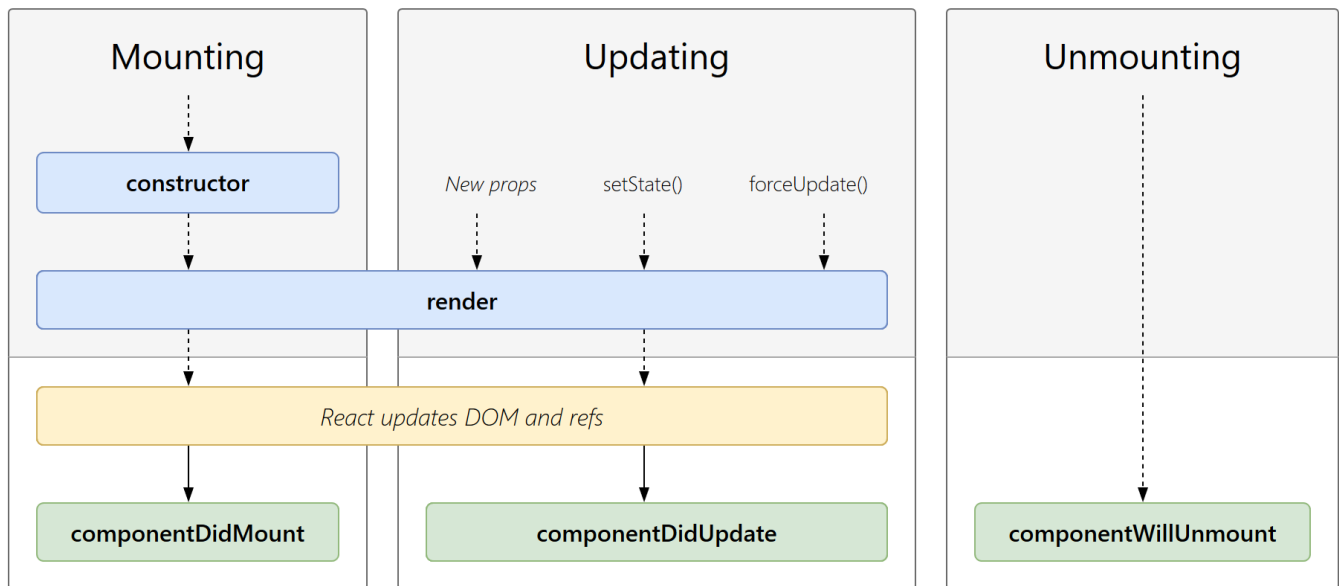 Mounting
Updating
Unmounting
constructor
New props
setState()
forceUpdate()
render
React updates DOM and refs
componentDidMount
componentDidUpdate
componentWillUnmount